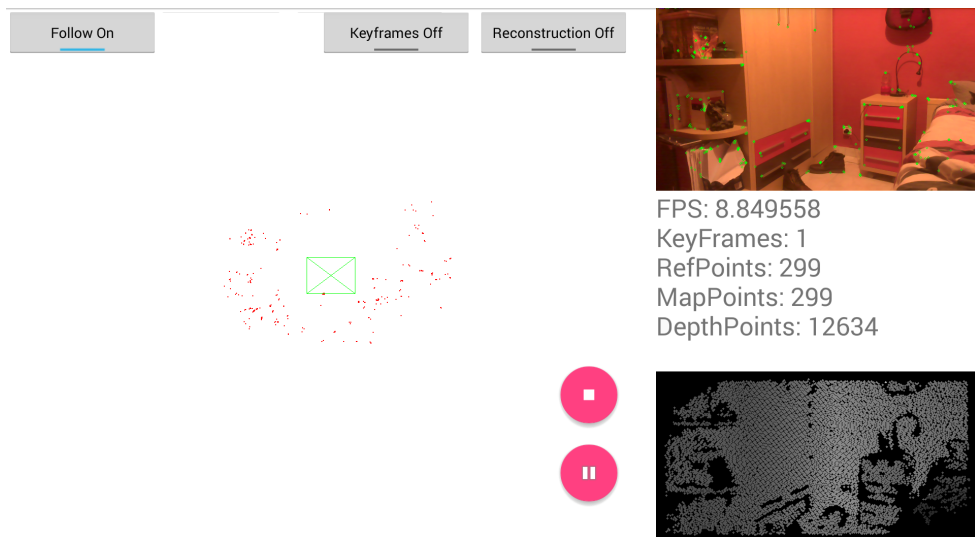 Follow On
Keyframes Off
Reconstruction Off
FPS: 8.849558
KeyFrames: 1
RefPoints: 299
MapPoints: 299
DepthPoints: 12634